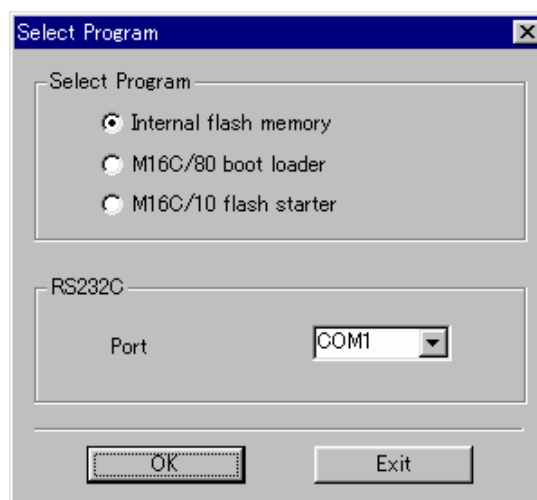 Select Program
Select Program
Internal flash memory
M16C/80 boot loader
M16C/10 flash starter
RS232C
Port COM1
OK Exit